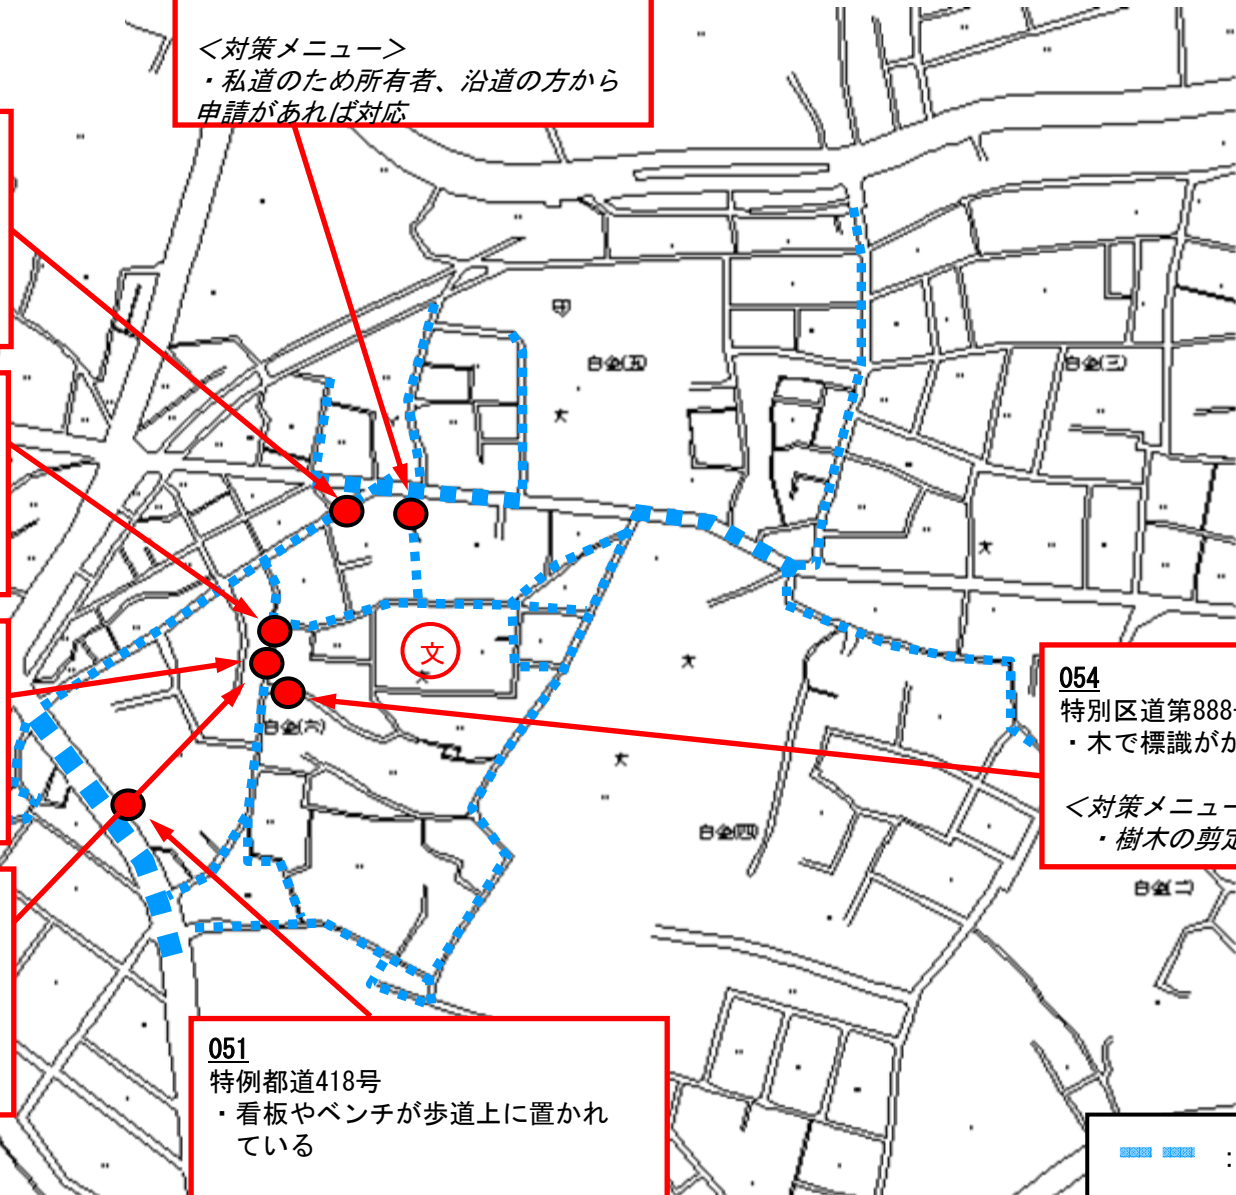 ＜対策メニュー＞
・私道のため所有者、沿道の方から
申請があれば対応
白金(五)
白金(三)
文
白金(六)
054
特別区道第888
・木で標識がか
＜対策メニュー
・樹木の剪定
白金(四)
白金(二)
051
特例都道418号
・看板やベンチが歩道上に置かれ
ている
：